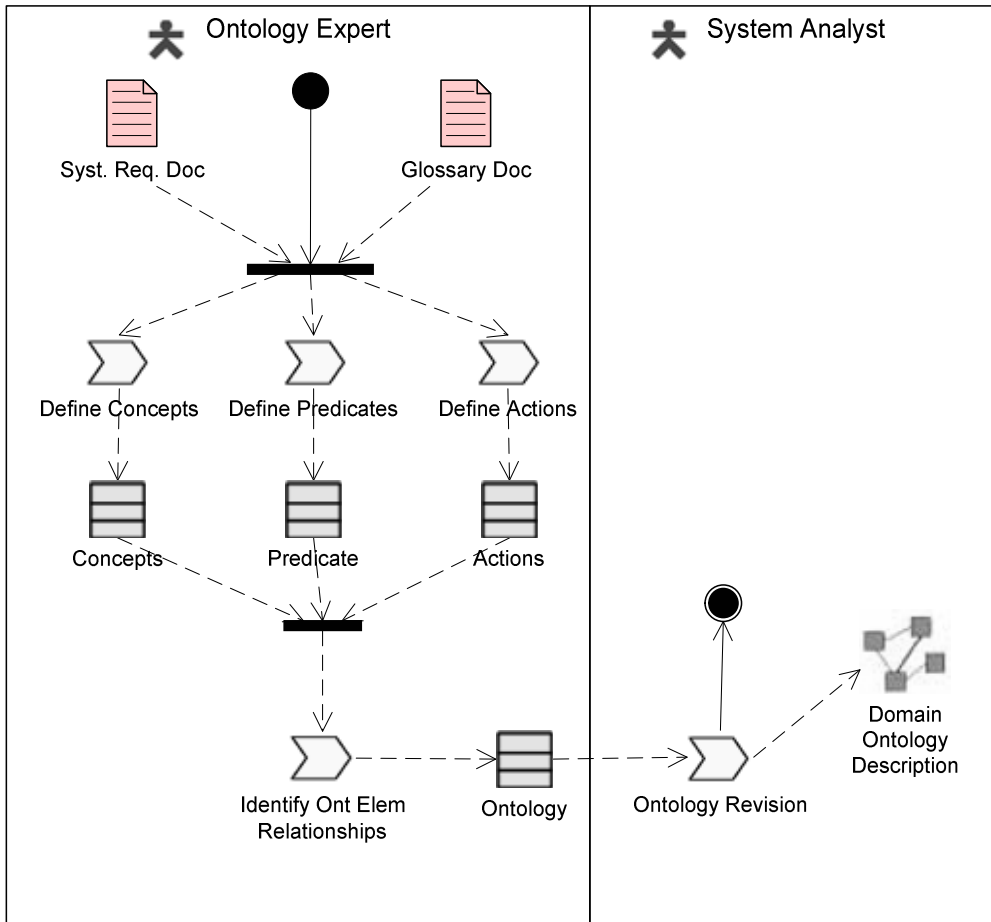 Ontology Expert
System Analyst
Syst. Req. Doc
Glossary Doc
Define Concepts
Define Predicates
Define Actions
Concepts
Predicate
Actions
Domain
Ontology
Description
Identify Ont Elem
Relationships
Ontology
Ontology Revision